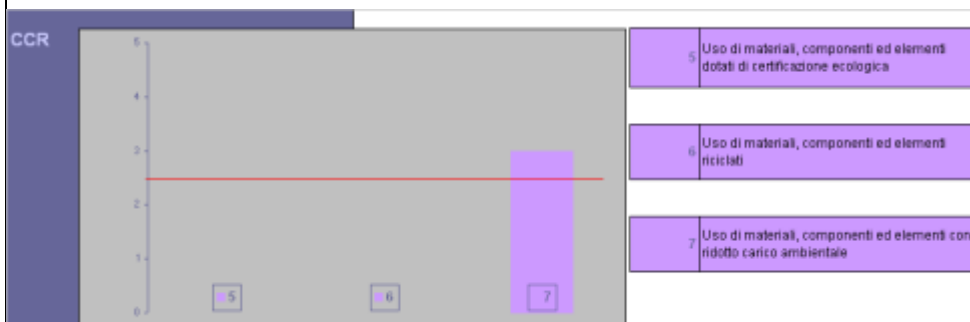 CCR
5
4
3
2
1
0
5
6
7
5 Uso di materiali, componenti ed elementi
dotati di certificazione ecologica
6 Uso di materiali, componenti ed elementi
riciclati
7 Uso di materiali, componenti ed elementi con
ridotto carico ambientale